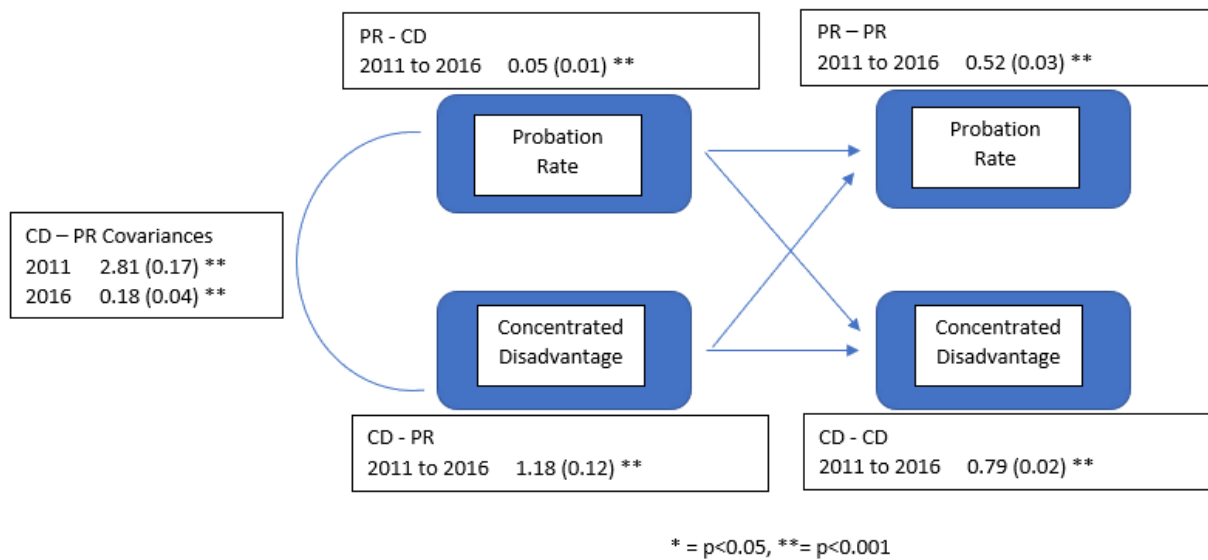 PR - CD
2011 to 2016 0.05 (0.01) **
PR – PR
2011 to 2016 0.52 (0.03) **
Probation
Rate
Probation
Rate
CD – PR Covariances
2011 2.81 (0.17) **
2016 0.18 (0.04) **
Concentrated
Disadvantage
Concentrated
Disadvantage
CD - PR
2011 to 2016 1.18 (0.12) **
CD - CD
2011 to 2016 0.79 (0.02) **
* = p<0.05, **= p<0.001